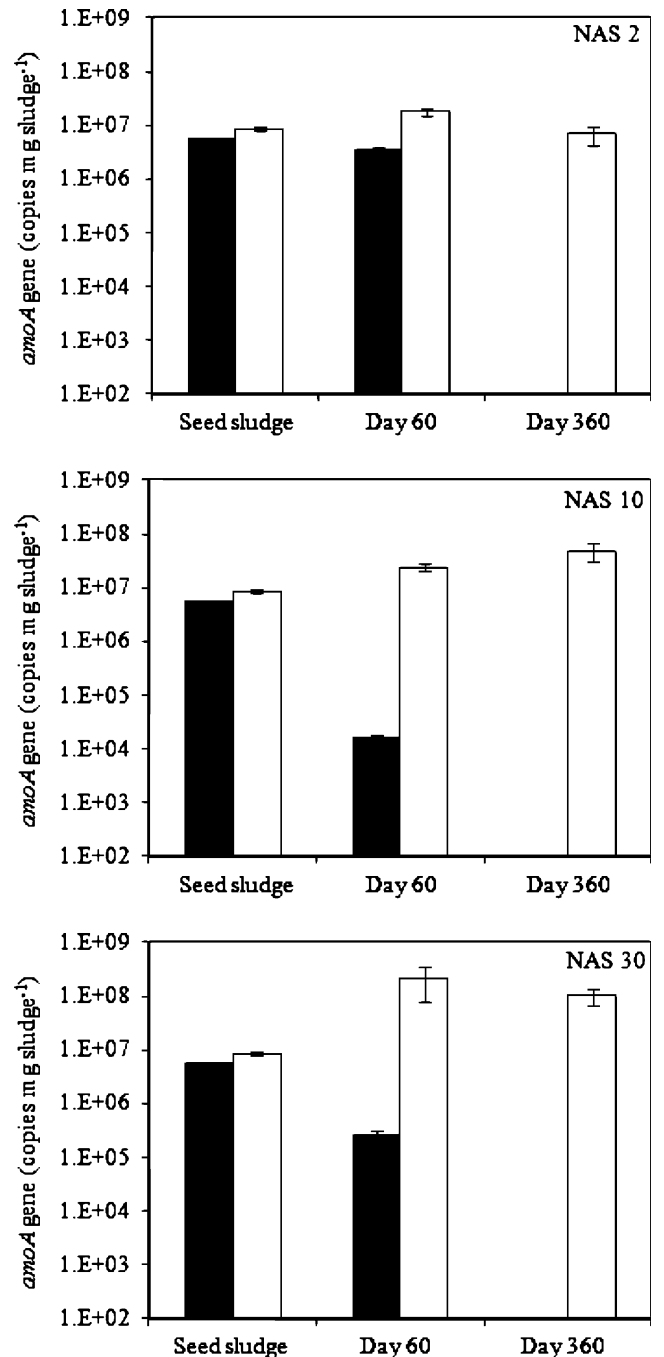 NAS 2
amoA gene (copies mg sludge-1)
1.E+09
1.E+08
1.E+07
1.E+06
1.E+05
1.E+04
1.E+03
1.E+02
Seed sludge Day 60 Day 360
NAS 10
amoA gene (copies mg sludge-1)
1.E+09
1.E+08
1.E+07
1.E+06
1.E+05
1.E+04
1.E+03
1.E+02
Seed sludge Day 60 Day 360
NAS 30
amoA gene (copies mg sludge-1)
1.E+09
1.E+08
1.E+07
1.E+06
1.E+05
1.E+04
1.E+03
1.E+02
Seed sludge Day 60 Day 360